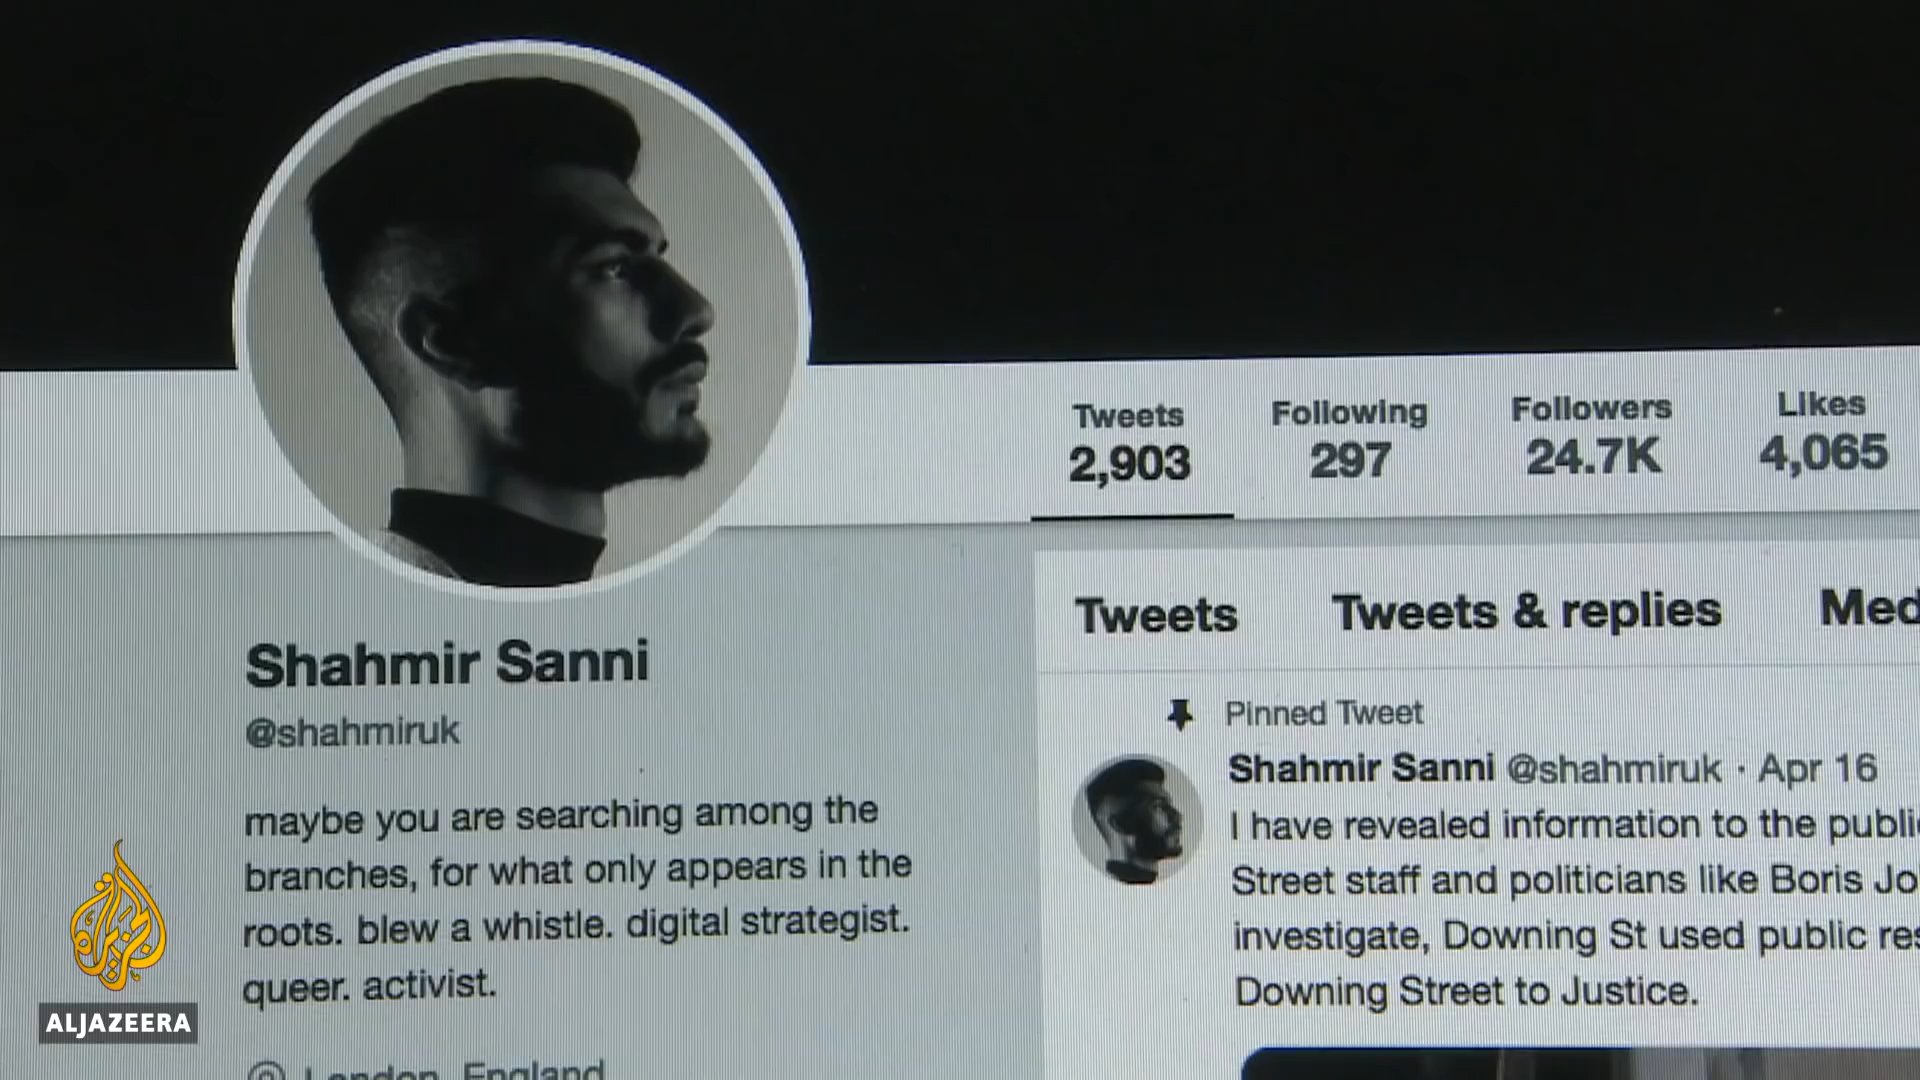 Tweets
2,903
Following
297
Followers
24.7K
Likes
4,065
Tweets
Tweets & replies
Med
Shahmir Sanni
@shahmiruk
maybe you are searching among the
branches, for what only appears in the
roots. blew a whistle. digital strategist.
queer. activist.
London, England
Pinned Tweet
Shahmir Sanni @shahmiruk · Apr 16
I have revealed information to the publi
Street staff and politicians like Boris Jo
investigate, Downing St used public res
Downing Street to Justice.
الجزيرة
ALJAZEERA